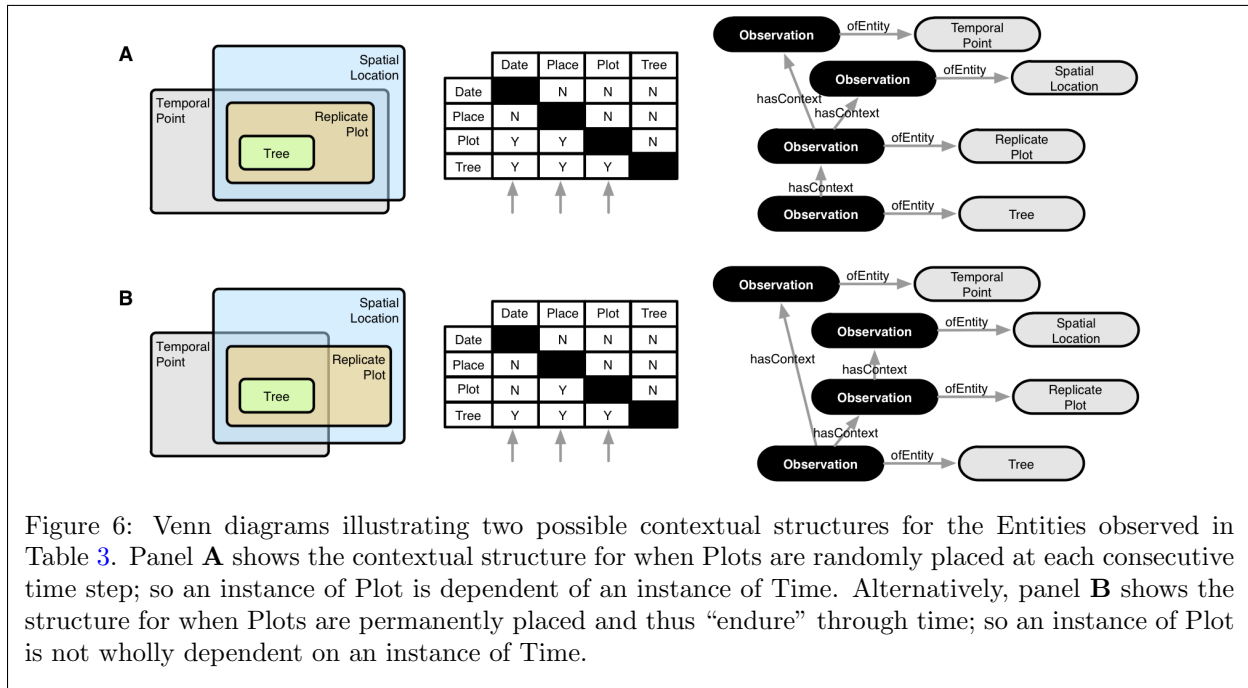 A
Spatial
Location
Temporal
Point
Replicate
Plot
Tree
Date Place Plot Tree
Date N N N
Place N N N
Plot Y Y N
Tree Y Y Y
Observation ofEntity Temporal
Point
Observation ofEntity Spatial
Location
hasContext
hasContext
Observation ofEntity Replicate
Plot
hasContext
Observation ofEntity Tree
B
Spatial
Location
Temporal
Point
Replicate
Plot
Tree
Date Place Plot Tree
Date N N N
Place N N N
Plot N Y N
Tree Y Y Y
Observation ofEntity Temporal
Point
Observation ofEntity Spatial
Location
hasContext
hasContext
Observation ofEntity Replicate
Plot
hasContext
Observation ofEntity Tree
Figure 6: Venn diagrams illustrating two possible contextual structures for the Entities observed in
Table 3. Panel A shows the contextual structure for when Plots are randomly placed at each consecutive
time step; so an instance of Plot is dependent of an instance of Time. Alternatively, panel B shows the
structure for when Plots are permanently placed and thus “endure” through time; so an instance of Plot
is not wholly dependent on an instance of Time.